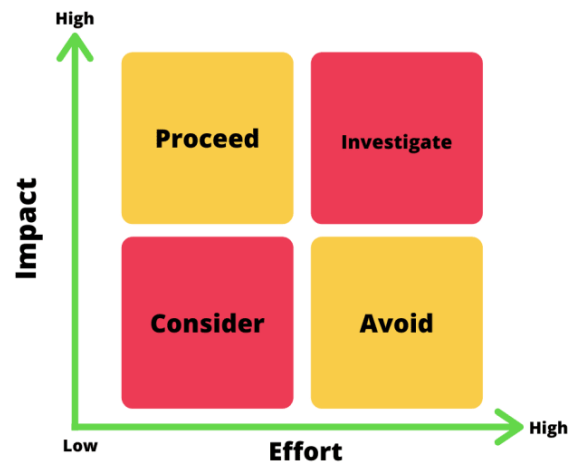 High
Proceed
Investigate
Impact
Consider
Avoid
Low
Effort
High